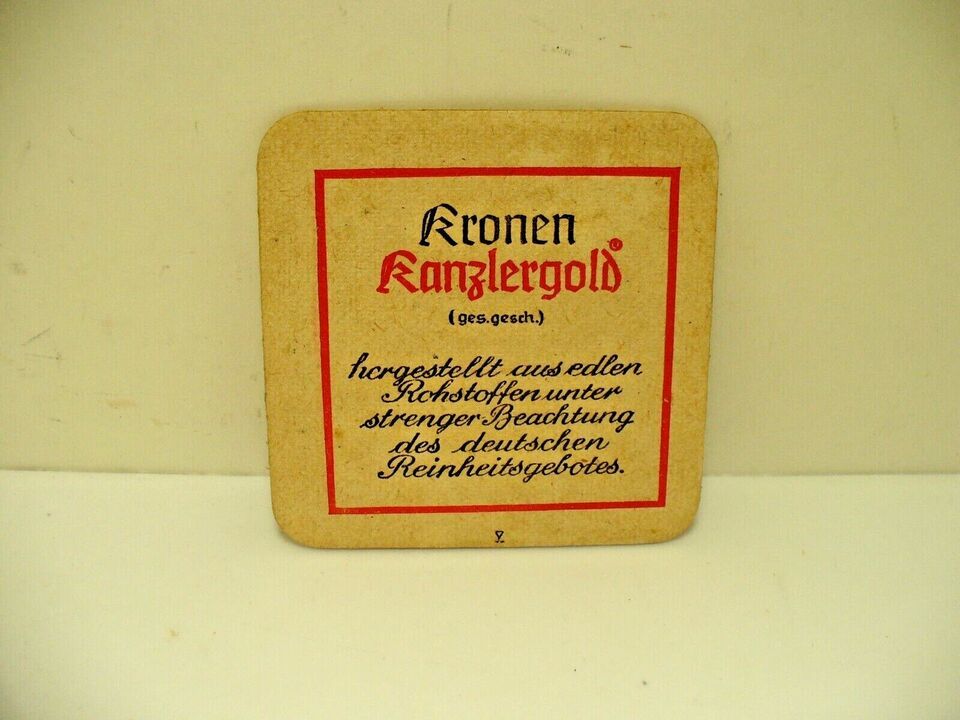 Kronen
Kanzlergold®
(ges.gesch.)
hergestellt aus edlen
Rohstoffen unter
strenger Beachtung
des deutschen
Reinheitsgebotes.